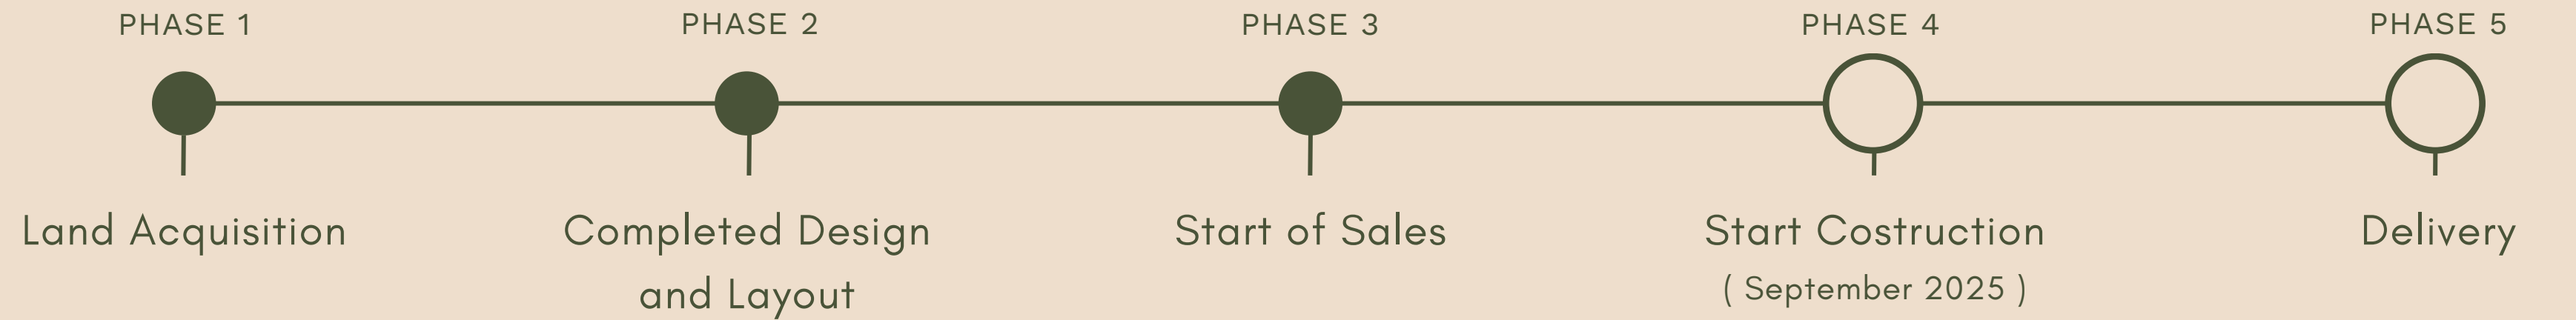 PHASE 1
PHASE 2
PHASE 3
PHASE 4
PHASE 5
Land Acquisition
Completed Design
and Layout
Start of Sales
Start Costruction
( September 2025 )
Delivery